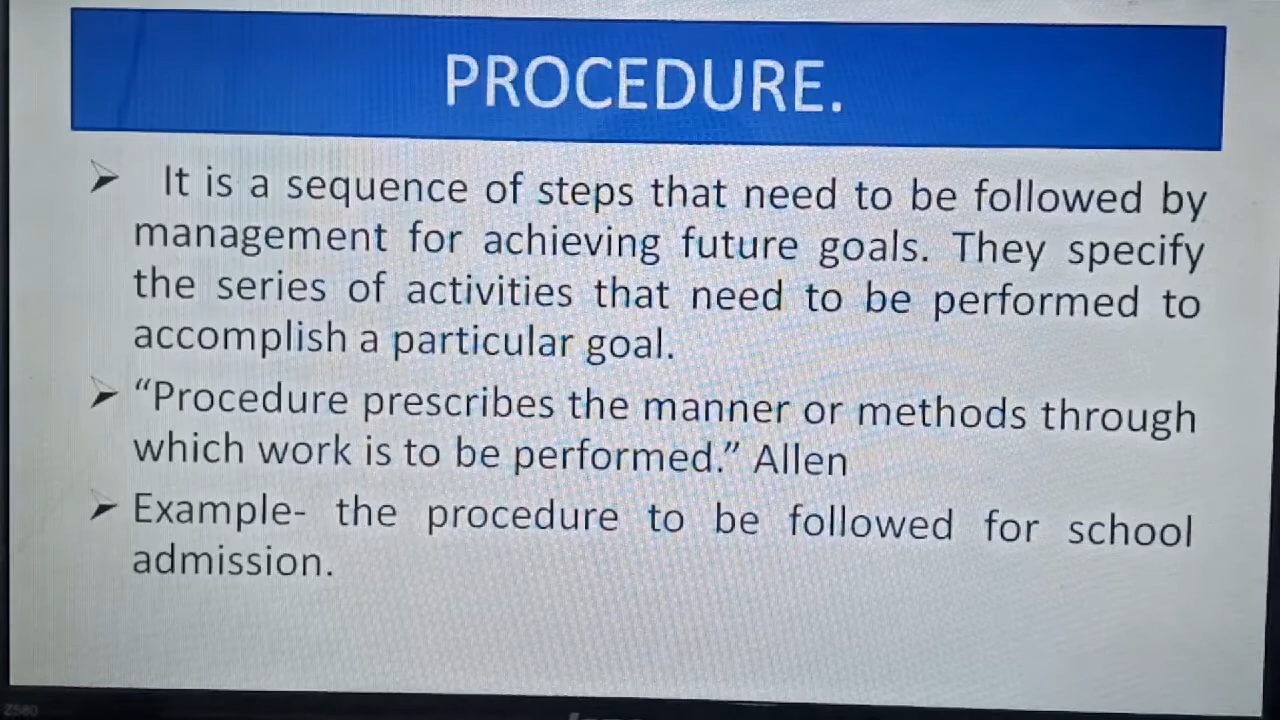 PROCEDURE.
➤ It is a sequence of steps that need to be followed by
management for achieving future goals. They specify
the series of activities that need to be performed to
accomplish a particular goal.
➤ “Procedure prescribes the manner or methods through
which work is to be performed.” Allen
➤ Example- the procedure to be followed for school
admission.
Z580